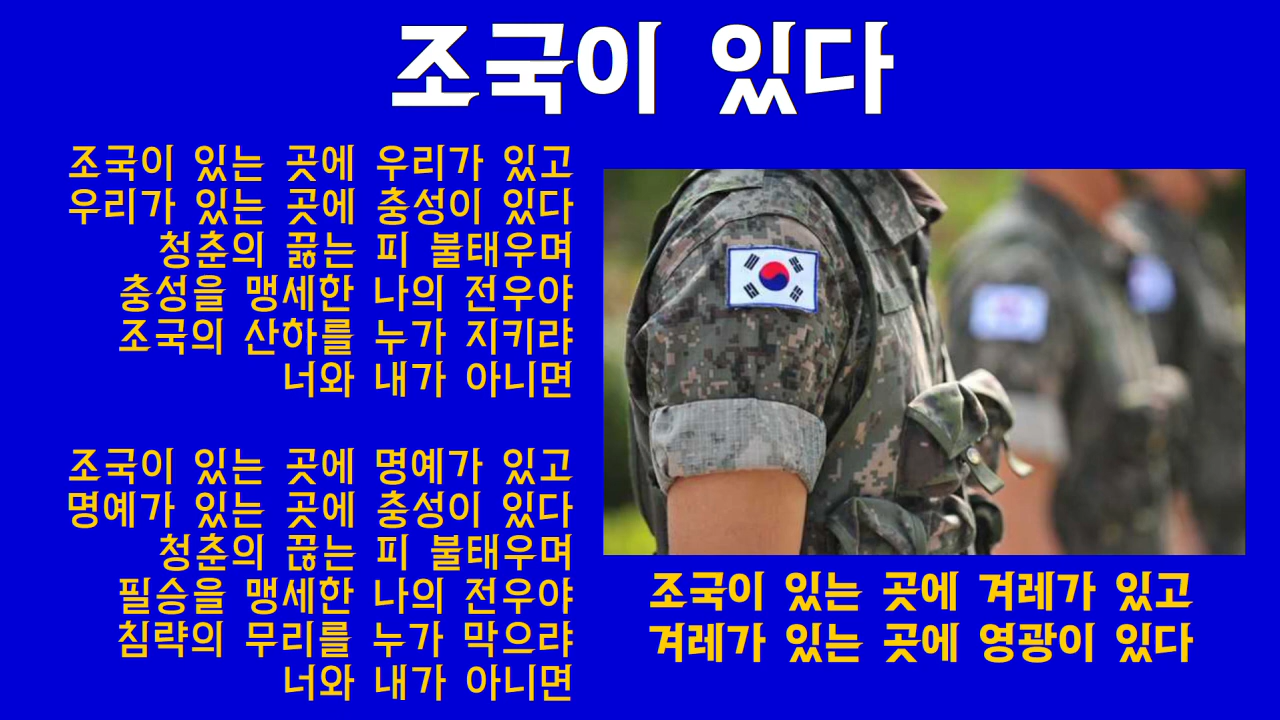 조국이 있다
조국이 있는 곳에 우리가 있고
우리가 있는 곳에 충성이 있다
청춘의 끓는 피 불태우며
충성을 맹세한 나의 전우야
조국의 산하를 누가 지키랴
너와 내가 아니면
조국이 있는 곳에 명예가 있고
명예가 있는 곳에 충성이 있다
청춘의 끊는 피 불태우며
필승을 맹세한 나의 전우야
침략의 무리를 누가 막으랴
너와 내가 아니면
조국이 있는 곳에 겨레가 있고
겨레가 있는 곳에 영광이 있다